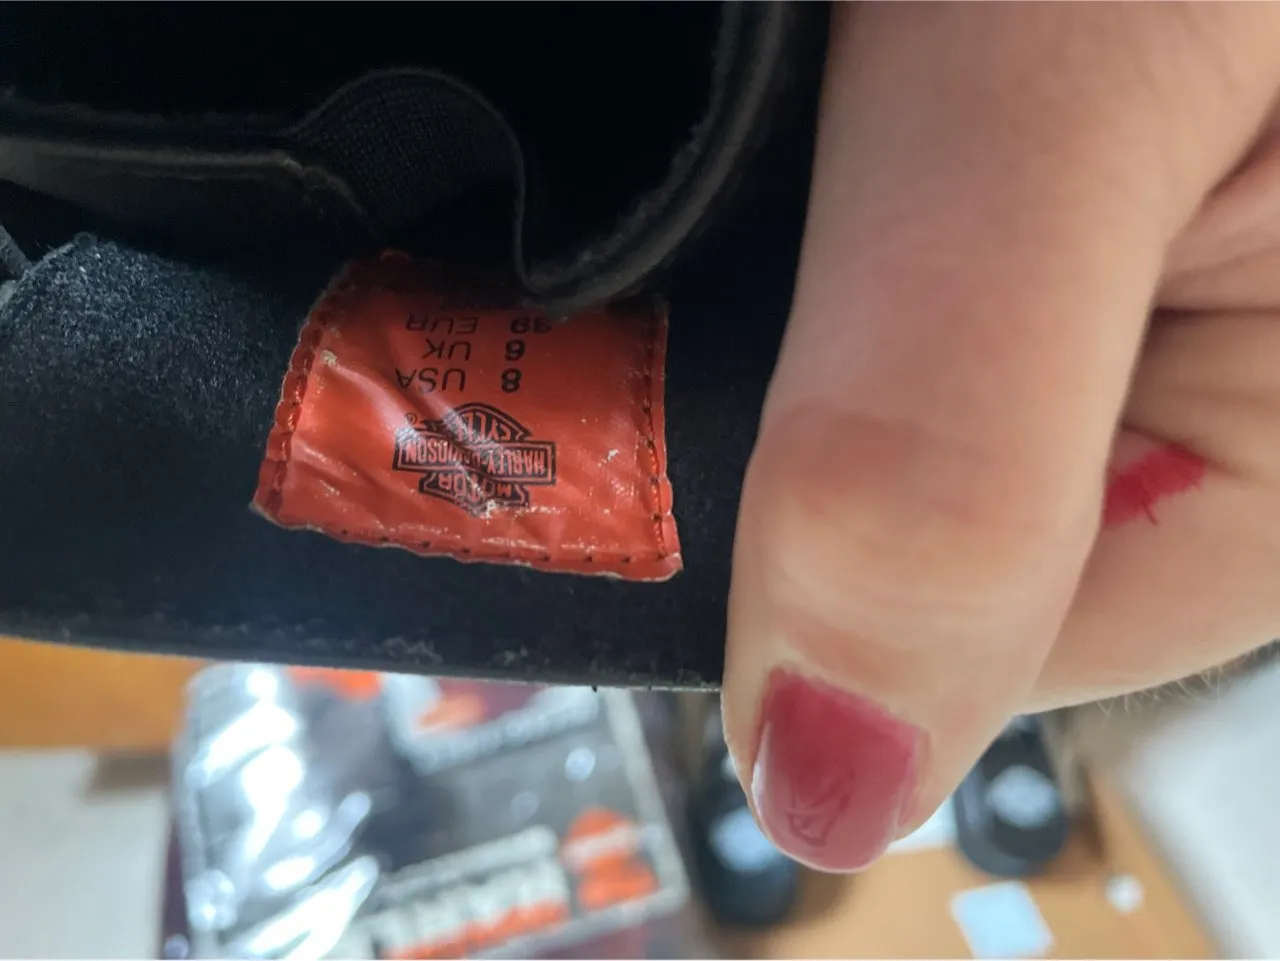 MOTOR
HARLEY-DAVIDSON
CYCLES
®
8 USA
6 UK
39 EUR